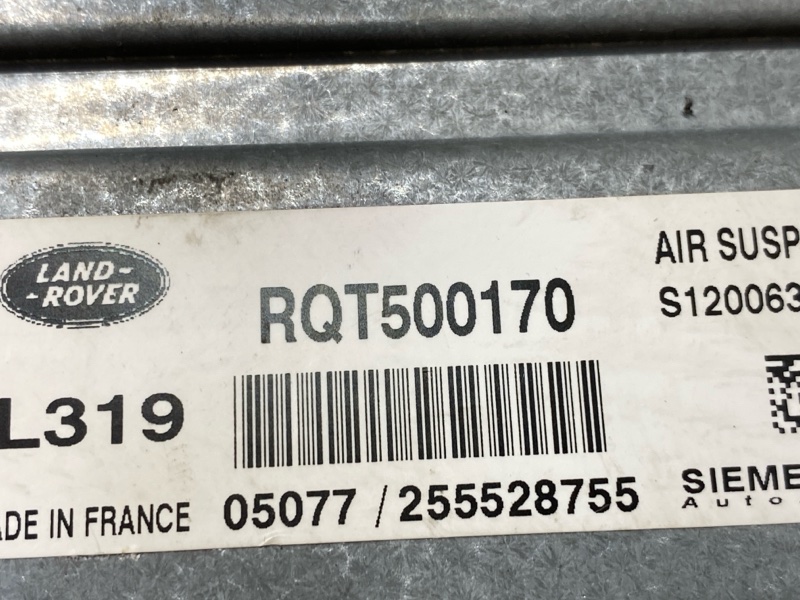 LAND-
-ROVER
RQT500170
AIR SUSP
S120063
L319
ADE IN FRANCE
05077 / 255528755
SIEME
Auto